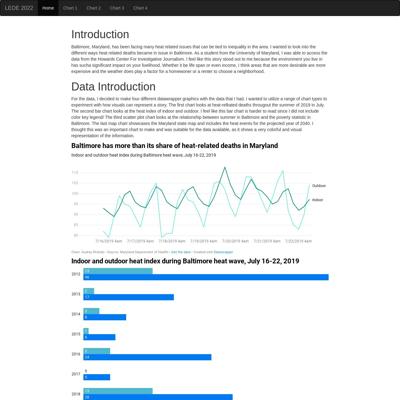 LEDE 2022 Home Chart 1 Chart 2 Chart 3 Chart 4
Introduction
Baltimore, Maryland, has been facing many heat related issues that can be tied to inequality in the area. I wanted to look into the
different ways heat related deaths became in issue in Baltimore. As a student from the University of Maryland, I was able to access the
data from the Howards Center For Investigative Journalism. I feel like this story stood out to me because the environment you live in
has sucha significant impact on your livelihood. Whether it be life span or even income, I think areas that are more desirable are more
expensive and the weather does play a factor for a homeowner or a renter to choose a neighborhood.
Data Introduction
For the data, I decided to make four different datawrapper graphics with the data that I had. I wanted to utilize a range of chart types to
experiment with how visuals can represent a story. The first chart looks at heat-related deaths throughout the summer of 2019 in July.
The second bar chart looks at the heat index of indoor and outdoor. I feel like this bar chart is harder to read since I did not include
color key legend! The third scatter plot chart looks at the relationship between summer in Baltimore and the poverty statistic in
Baltimore. The last map chart showcases the Maryland state map and includes the heat events for the projected year of 2040. I
thought this was an important chart to make and was suitable for the data available, as it shows a very colorful and visual
representation of the information.
Baltimore has more than its share of heat-related deaths in Maryland
Indoor and outdoor heat index during Baltimore heat wave, July 16-22, 2019
110
105
100
95
90
85
80
Outdoor
Indoor
7/16/2019 4am 7/17/2019 4am 7/18/2019 4am 7/19/2019 4am 7/20/2019 4am 7/21/2019 4am 7/22/2019 4am
Source: Maryland Department of Health • Get the data • Created with Datawrapper
Indoor and outdoor heat index during Baltimore heat wave, July 16-22, 2019
2012
2013
17
2014
2015
2016
2017
2018